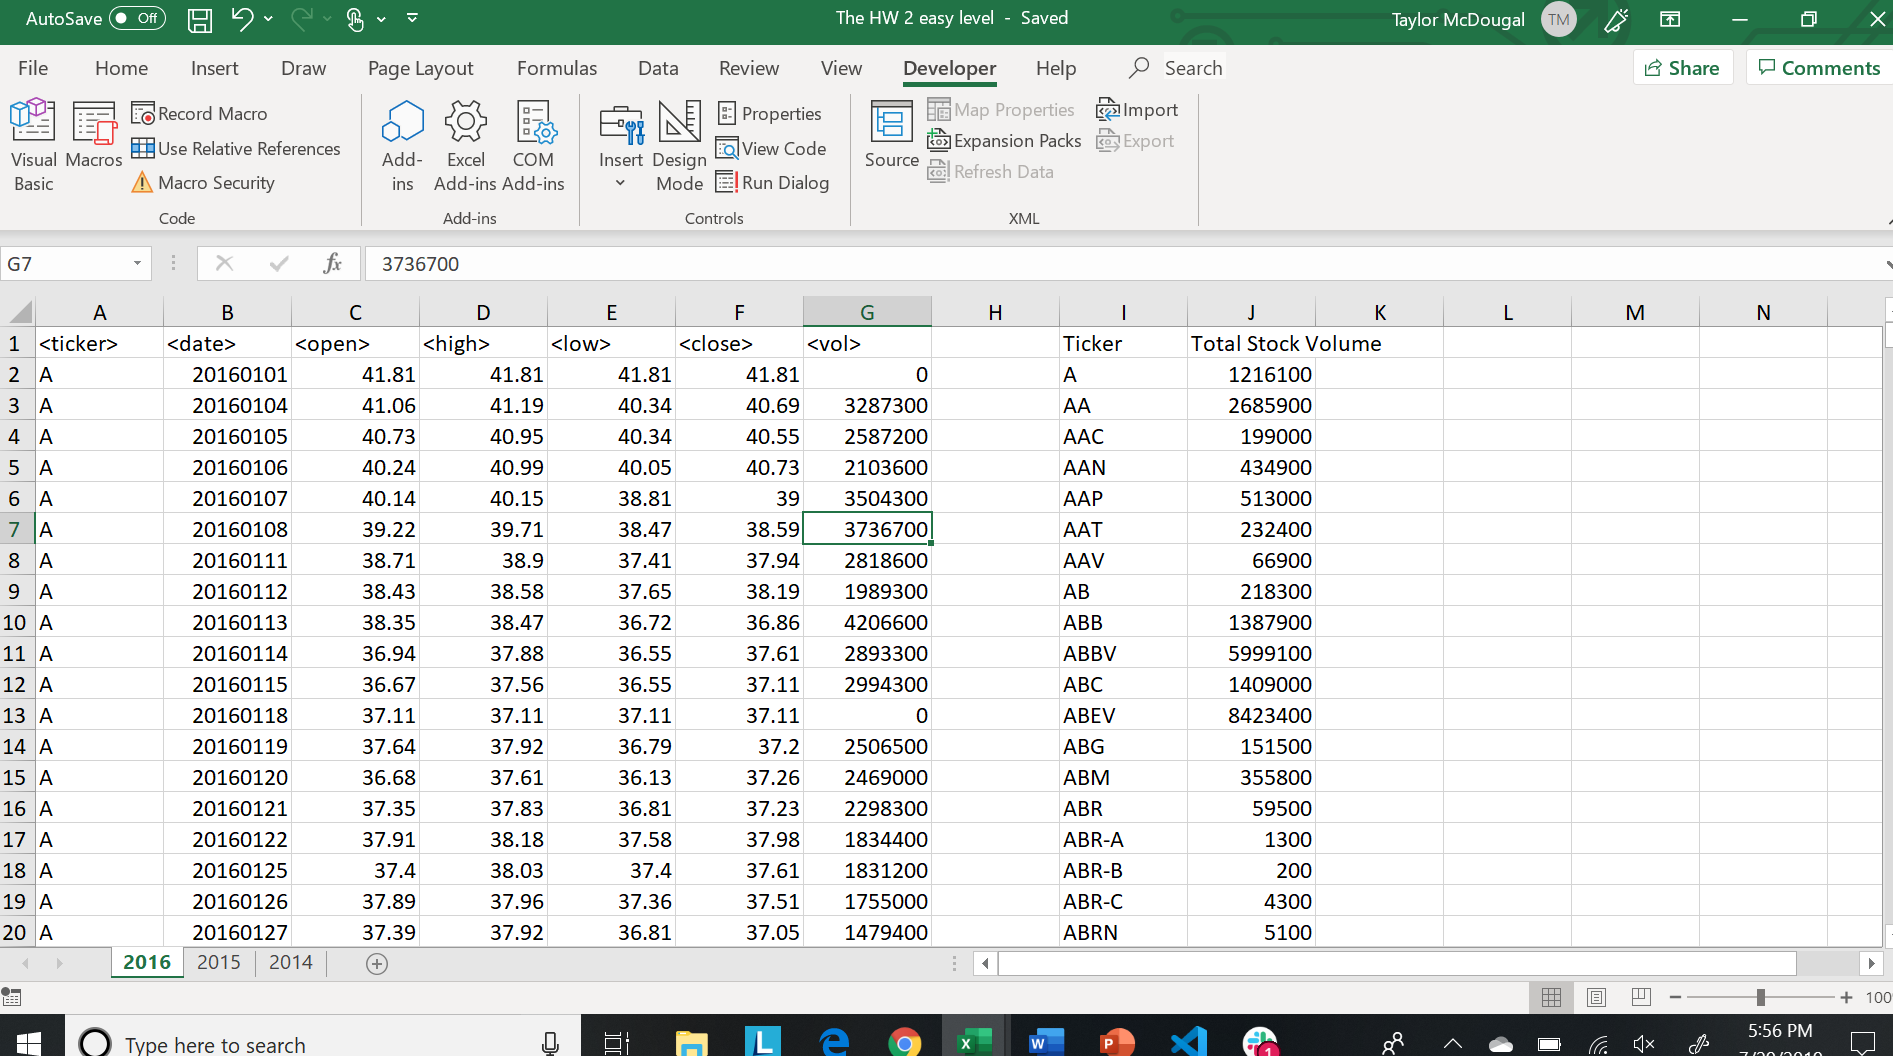 AutoSave Off The HW 2 easy level - Saved Taylor McDougal TM
File Home Insert Draw Page Layout Formulas Data Review View Developer Help Search Share Comments
Visual Basic
Macros
Record Macro
Use Relative References
Macro Security
Code
Add-ins
Excel Add-ins
COM Add-ins
Add-ins
Insert
Design Mode
Properties
View Code
Run Dialog
Controls
Source
Map Properties
Expansion Packs
Refresh Data
Import
Export
XML
G7 fx 3736700
A B C D E F G H I J K L M N
1 <ticker> <date> <open> <high> <low> <close> <vol> Ticker Total Stock Volume
2 A 20160101 41.81 41.81 41.81 41.81 0 A 1216100
3 A 20160104 41.06 41.19 40.34 40.69 3287300 AA 2685900
4 A 20160105 40.73 40.95 40.34 40.55 2587200 AAC 199000
5 A 20160106 40.24 40.99 40.05 40.73 2103600 AAN 434900
6 A 20160107 40.14 40.15 38.81 39 3504300 AAP 513000
7 A 20160108 39.22 39.71 38.47 38.59 3736700 AAT 232400
8 A 20160111 38.71 38.9 37.41 37.94 2818600 AAV 66900
9 A 20160112 38.43 38.58 37.65 38.19 1989300 AB 218300
10 A 20160113 38.35 38.47 36.72 36.86 4206600 ABB 1387900
11 A 20160114 36.94 37.88 36.55 37.61 2893300 ABBV 5999100
12 A 20160115 36.67 37.56 36.55 37.11 2994300 ABC 1409000
13 A 20160118 37.11 37.11 37.11 37.11 0 ABEV 8423400
14 A 20160119 37.64 37.92 36.79 37.2 2506500 ABG 151500
15 A 20160120 36.68 37.61 36.13 37.26 2469000 ABM 355800
16 A 20160121 37.35 37.83 36.81 37.23 2298300 ABR 59500
17 A 20160122 37.91 38.18 37.58 37.98 1834400 ABR-A 1300
18 A 20160125 37.4 38.03 37.4 37.61 1831200 ABR-B 200
19 A 20160126 37.89 37.96 37.36 37.51 1755000 ABR-C 4300
20 A 20160127 37.39 37.92 36.81 37.05 1479400 ABRN 5100
2016 2015 2014
100
Type here to search
5:56 PM